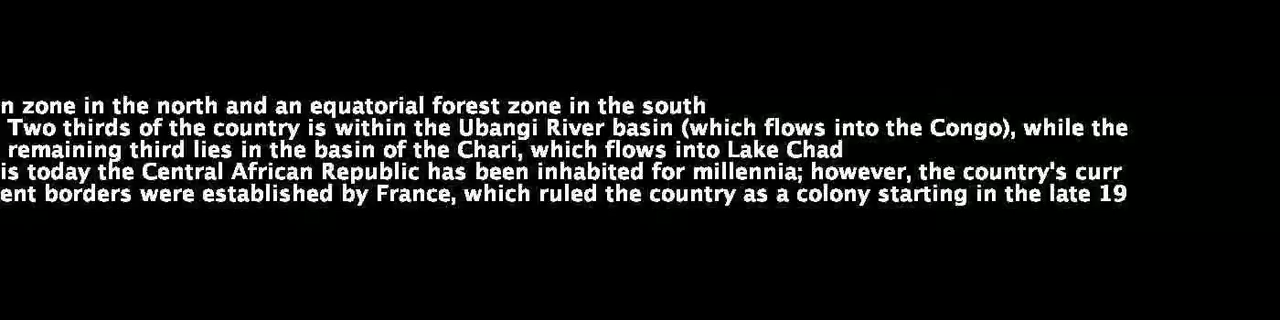 n zone in the north and an equatorial forest zone in the south
Two thirds of the country is within the Ubangi River basin (which flows into the Congo), while the
remaining third lies in the basin of the Chari, which flows into Lake Chad
is today the Central African Republic has been inhabited for millennia; however, the country's curr
ent borders were established by France, which ruled the country as a colony starting in the late 19